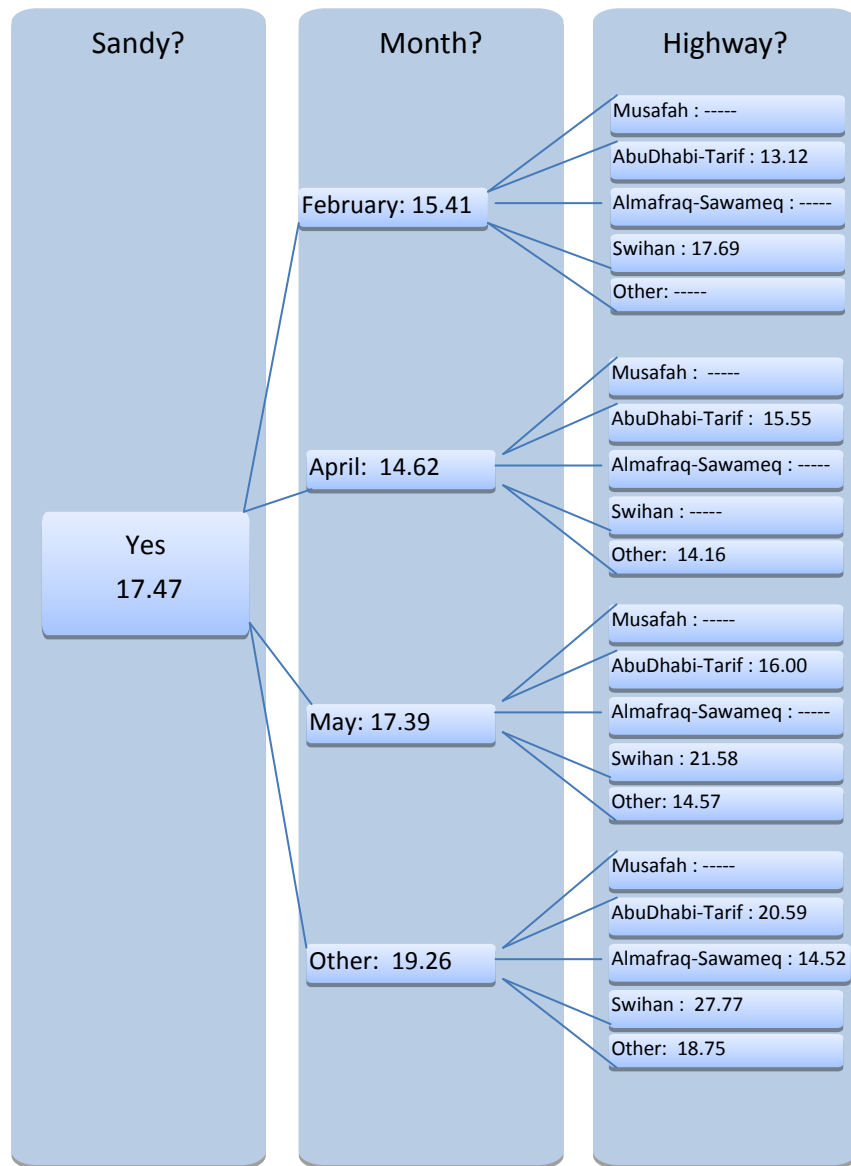 Sandy?
Month?
Highway?
Yes
17.47
February: 15.41
Musafah : -----
AbuDhabi-Tarif : 13.12
Almafraq-Sawameq : -----
Swihan : 17.69
Other: -----
April:  14.62
Musafah :  -----
AbuDhabi-Tarif :  15.55
Almafraq-Sawameq : -----
Swihan : -----
Other:  14.16
May: 17.39
Musafah : -----
AbuDhabi-Tarif : 16.00
Almafraq-Sawameq : -----
Swihan : 21.58
Other: 14.57
Other:  19.26
Musafah : -----
AbuDhabi-Tarif : 20.59
Almafraq-Sawameq : 14.52
Swihan :  27.77
Other:  18.75